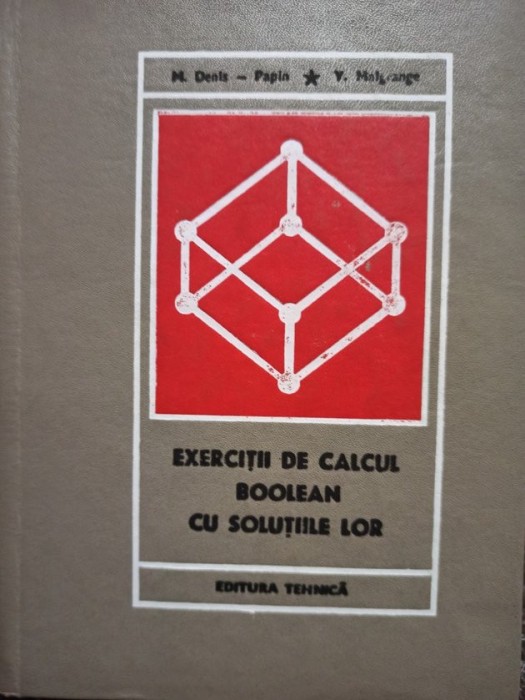 M. Denis - Papin ★ Y. Malgrange
EXERCIȚII DE CALCUL
BOOLEAN
CU SOLUȚIILE LOR
EDITURA TEHNICĂ